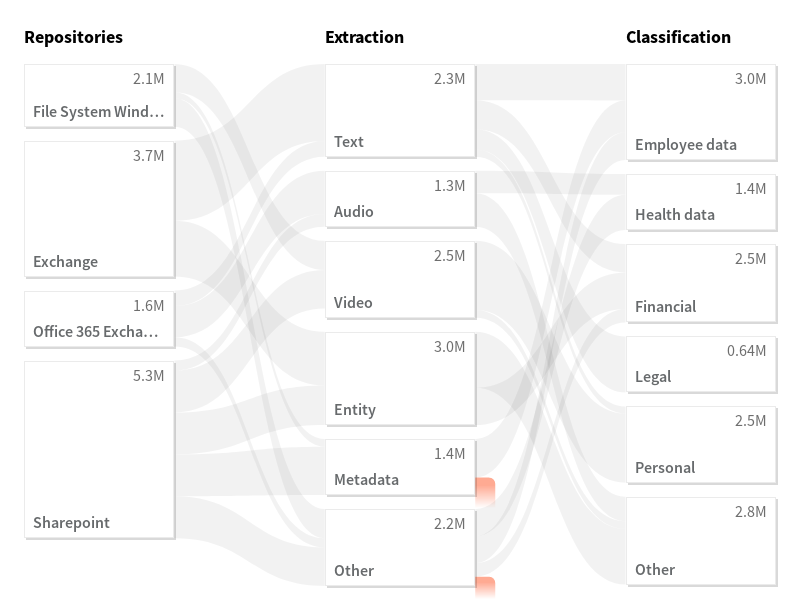 Repositories
2.1M
File System Wind...
3.7M
Exchange
1.6M
Office 365 Excha...
5.3M
Sharepoint
Extraction
2.3M
Text
1.3M
Audio
2.5M
Video
3.0M
Entity
1.4M
Metadata
2.2M
Other
Classification
3.0M
Employee data
1.4M
Health data
2.5M
Financial
0.64M
Legal
2.5M
Personal
2.8M
Other